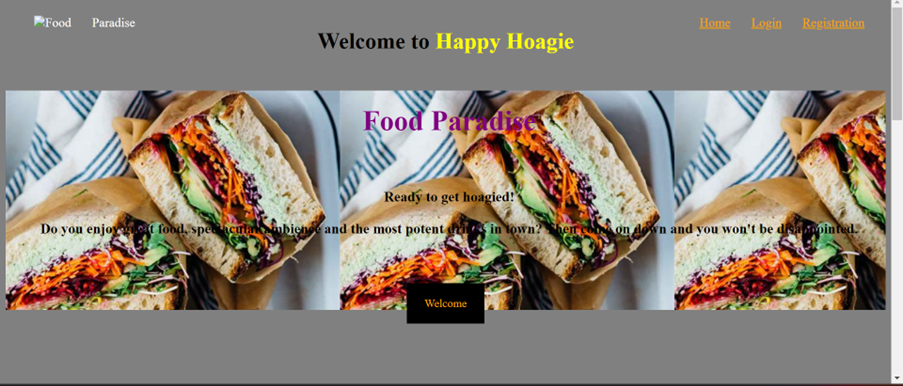 Food Paradise
Home Login Registration
Welcome to Happy Hoagie
Food Paradise
Ready to get hoagied!
Do you enjoy great food, spectacular ambience and the most potent drinks in town? Then come on down and you won't be disappointed.
Welcome